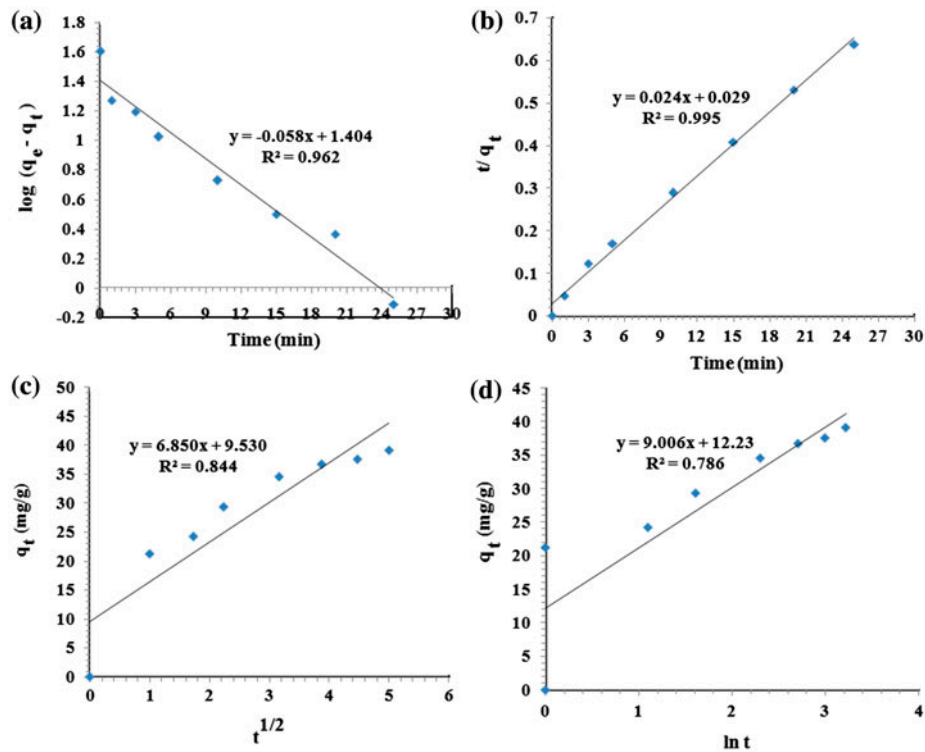 (a)
1.8
1.6
1.4
1.2
1
0.8
0.6
0.4
0.2
0
-0.2
log (qe - qt)
y = -0.058x + 1.404
R² = 0.962
0 3 6 9 12 15 18 21 24 27 30
Time (min)
(b)
0.7
0.6
0.5
0.4
0.3
0.2
0.1
0
t/ qt
y = 0.024x + 0.029
R² = 0.995
0 3 6 9 12 15 18 21 24 27 30
Time (min)
(c)
50
45
40
35
30
25
20
15
10
5
0
qt (mg/g)
y = 6.850x + 9.530
R² = 0.844
0 1 2 3 4 5 6
t1/2
(d)
45
40
35
30
25
20
15
10
5
0
qt (mg/g)
y = 9.006x + 12.23
R² = 0.786
0 1 2 3 4
ln t